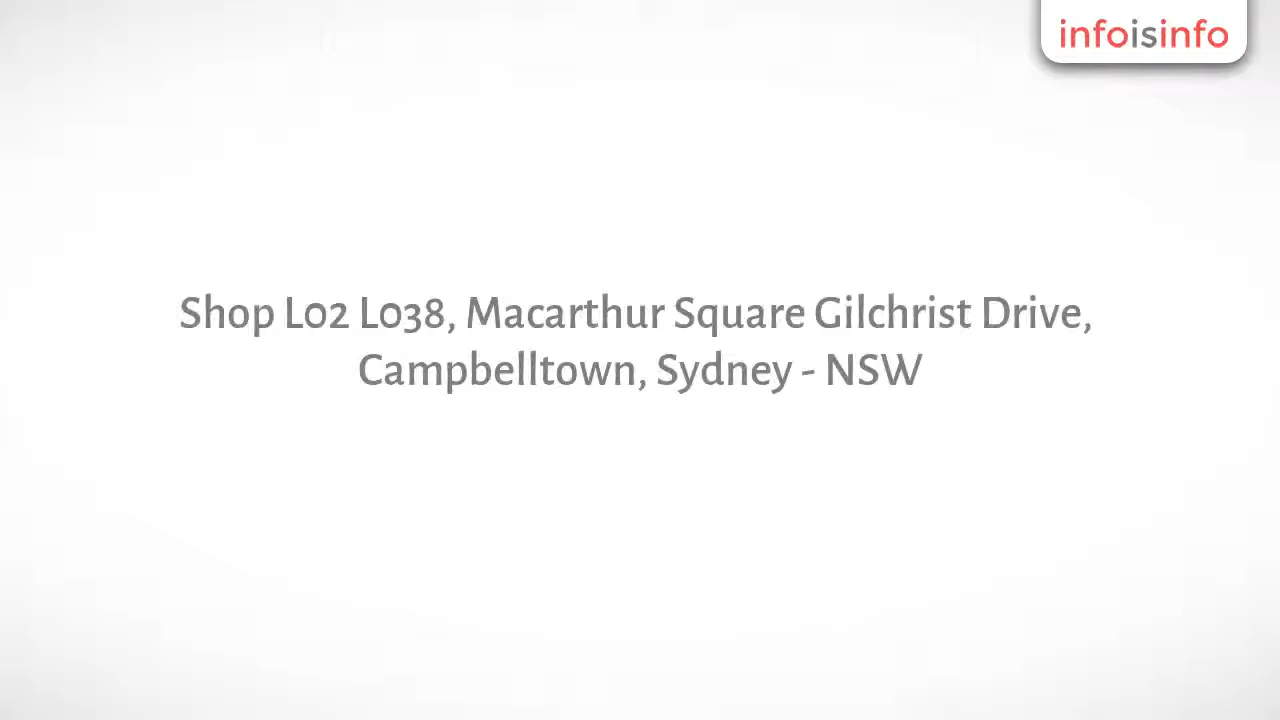 infoisinfo
Shop L02 L038, Macarthur Square Gilchrist Drive,
Campbelltown, Sydney - NSW